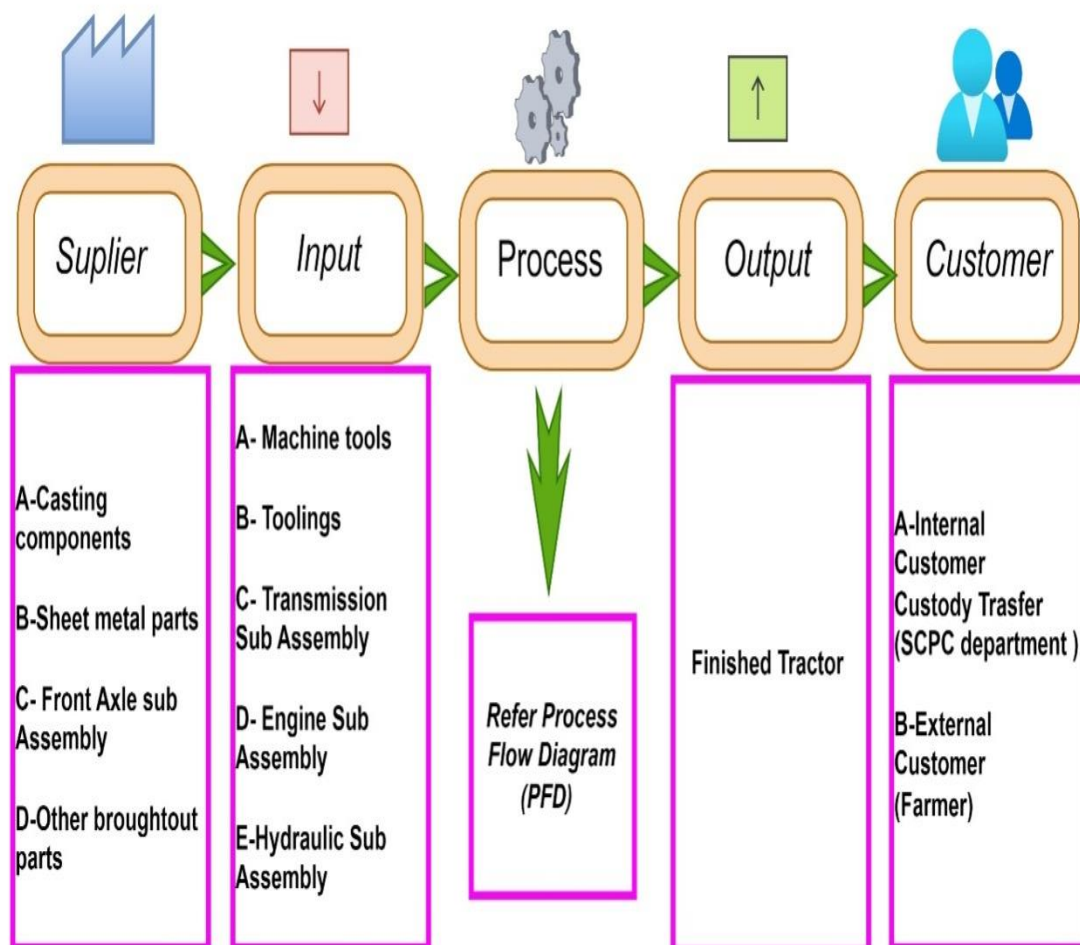 Suplier
Input
Process
Output
Customer
A-Casting
components
B-Sheet metal parts
C- Front Axle sub
Assembly
D-Other broughtout
parts
A- Machine tools
B- Toolings
C- Transmission
Sub Assembly
D- Engine Sub
Assembly
E-Hydraulic Sub
Assembly
Refer Process
Flow Diagram
(PFD)
Finished Tractor
A-Internal
Customer
Custody Trasfer
(SCPC department )
B-External
Customer
(Farmer)